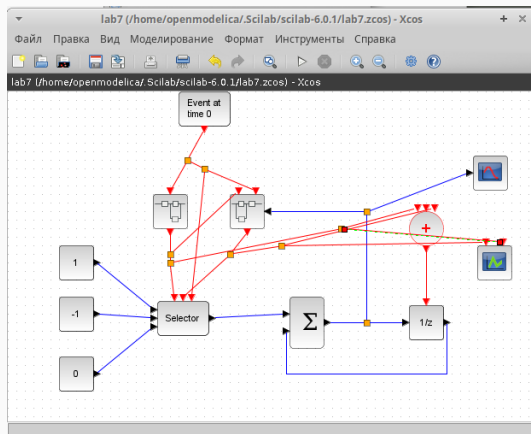 lab7 (/home/openmodelica/.Scilab/scilab-6.0.1/lab7.zcos) - Xcos
Файл Правка Вид Моделирование Формат Инструменты Справка
lab7 (/home/openmodelica/.Scilab/scilab-6.0.1/lab7.zcos) - Xcos
Event at
time 0
1
-1
0
Selector
Σ
+
1/z